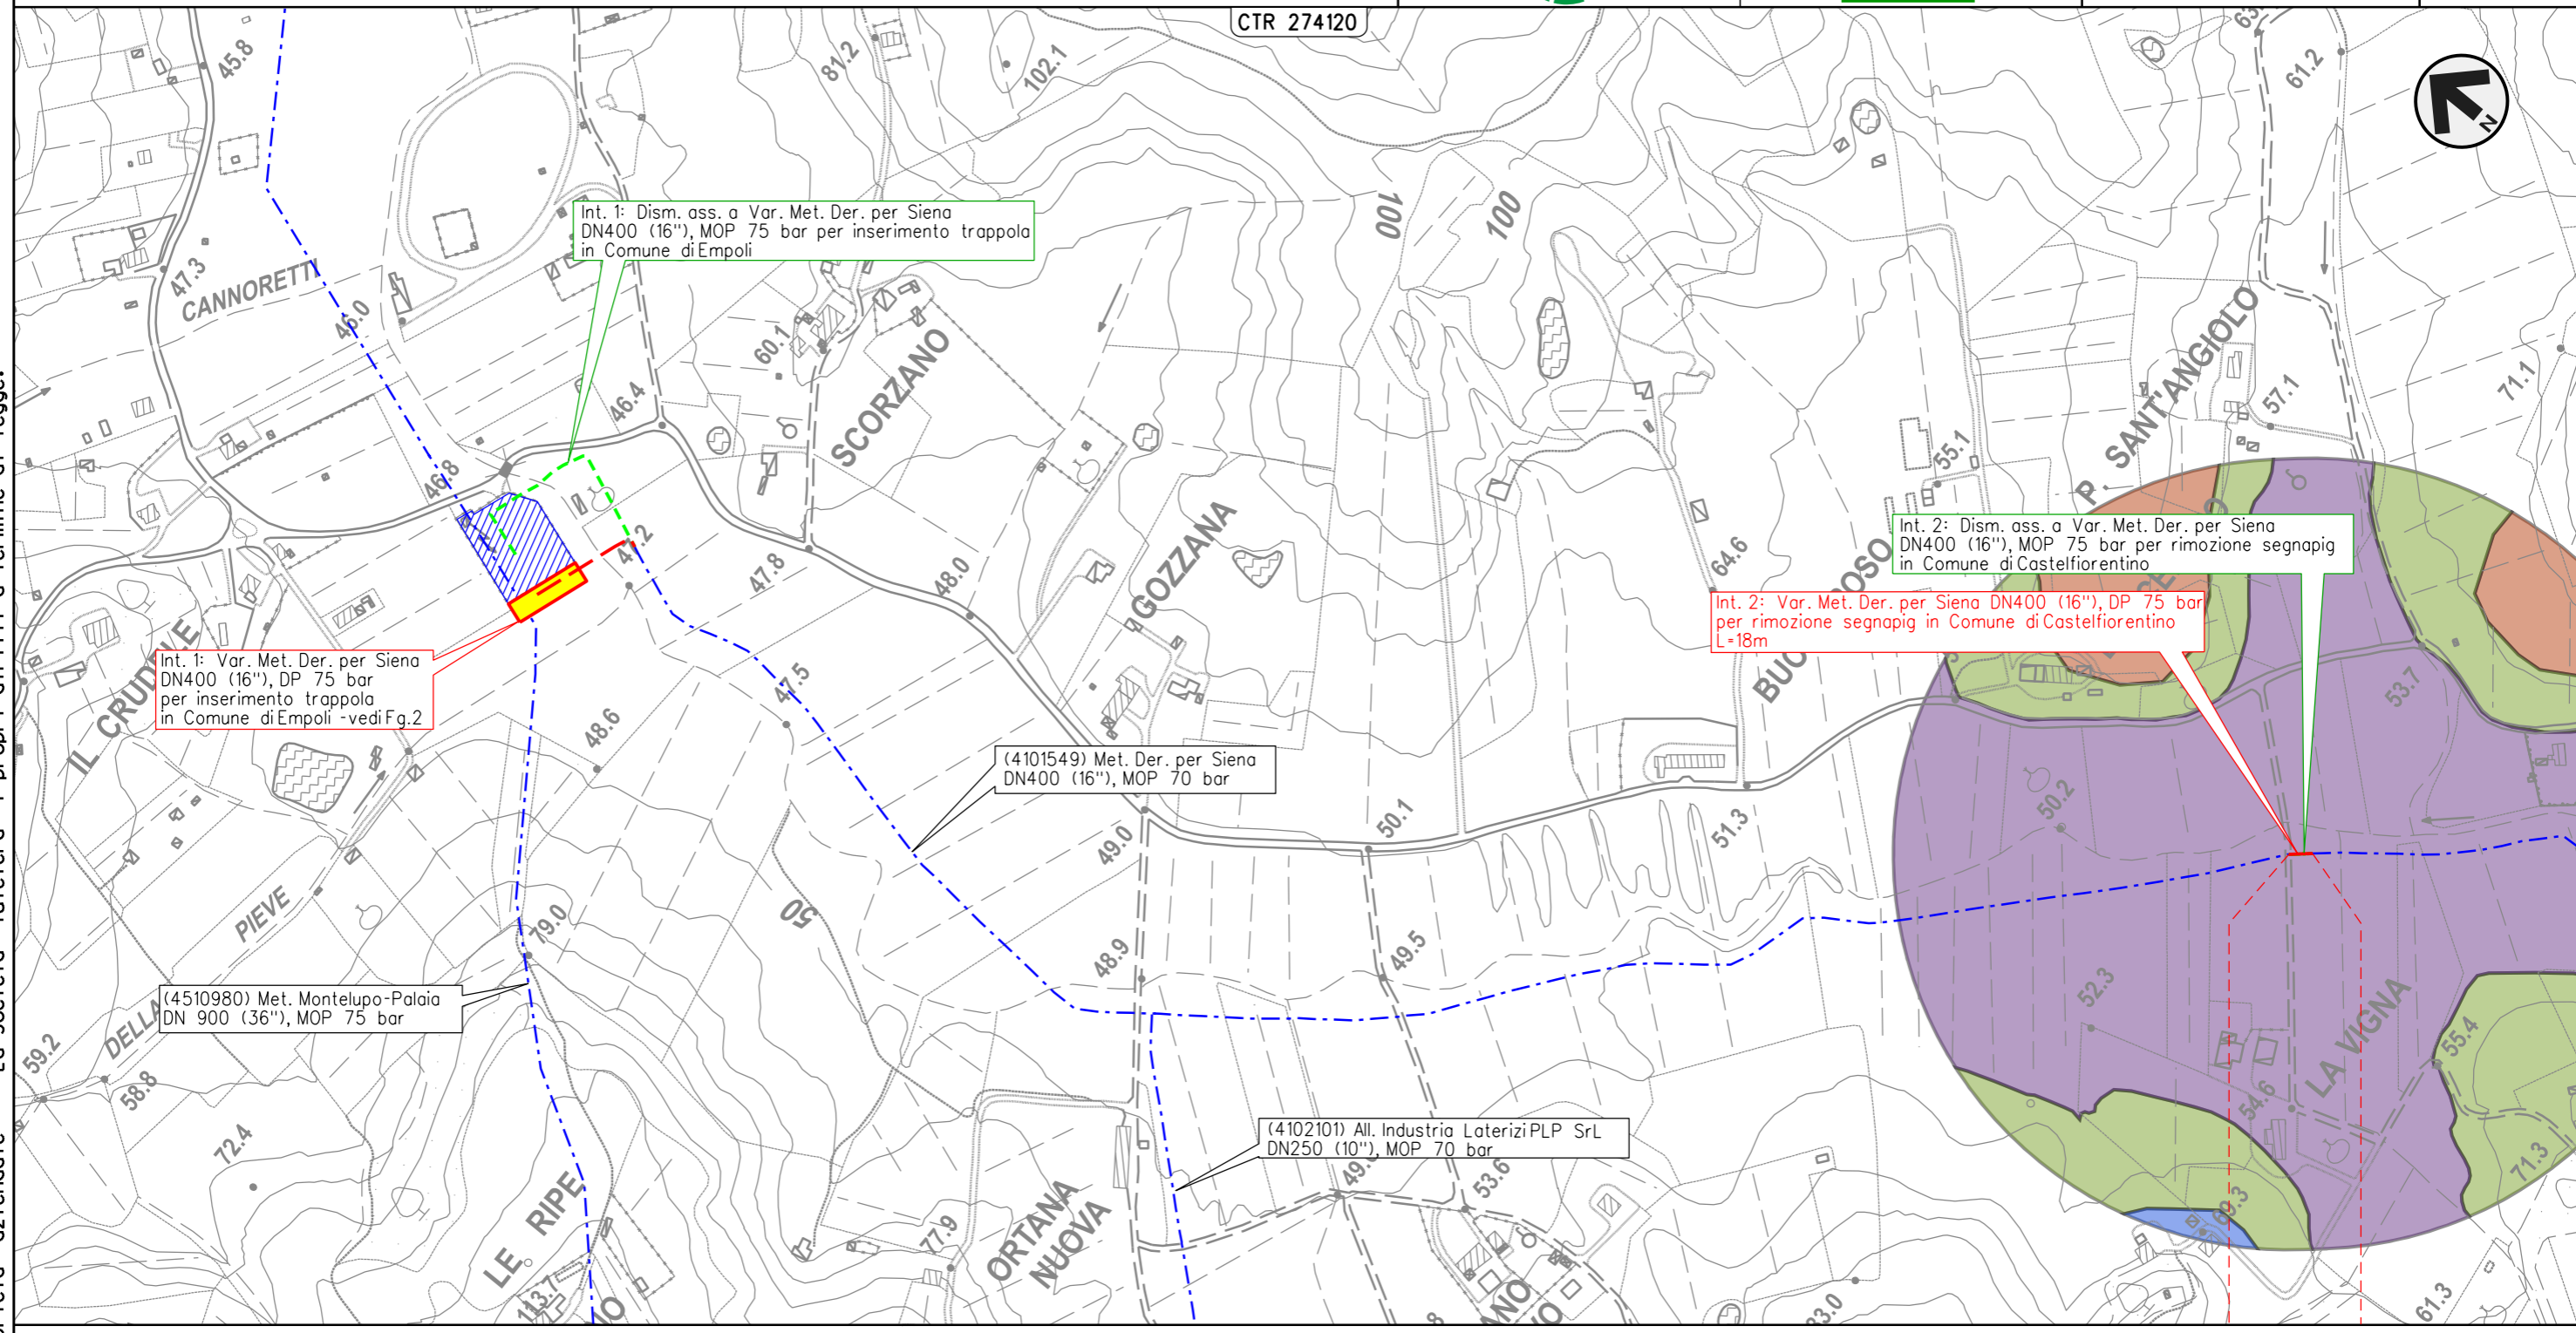 CTR 274120
N
45.8
81.2
102.1
63.
61.2
100
100
47.3
CANNORETTI
46.0
Int. 1: Dism. ass. a Var. Met. Der. per Siena
DN400 (16"), MOP 75 bar per inserimento trappola
in Comune di Empoli
60.1
SCORZANO
46.4
46.8
47.2
47.8
48.0
GOZZANA
64.6
55.1
P. SANT'ANGIOLO
57.1
71.1
Int. 2: Dism. ass. a Var. Met. Der. per Siena
DN400 (16"), MOP 75 bar per rimozione segnapig
in Comune di Castelfiorentino
Int. 2: Var. Met. Der. per Siena DN400 (16"), DP 75 bar
per rimozione segnapig in Comune di Castelfiorentino
L=18m
IL CRUDELE
Int. 1: Var. Met. Der. per Siena
DN400 (16"), DP 75 bar
per inserimento trappola
in Comune di Empoli -vedi Fg.2
47.5
48.6
53.7
(4101549) Met. Der. per Siena
DN400 (16"), MOP 70 bar
50.1
50.2
51.3
49.0
50
PIEVE
DELLA
79.0
48.9
49.5
52.3
LA VIGNA
(4510980) Met. Montelupo-Palaia
DN 900 (36"), MOP 75 bar
59.2
58.8
55.4
54.6
72.4
(4102101) All. Industria Laterizi PLP SrL
DN250 (10"), MOP 70 bar
53.6
71.3
69.3
LE RIPE
77.9
ORTANA
NUOVA
113.7
61.3